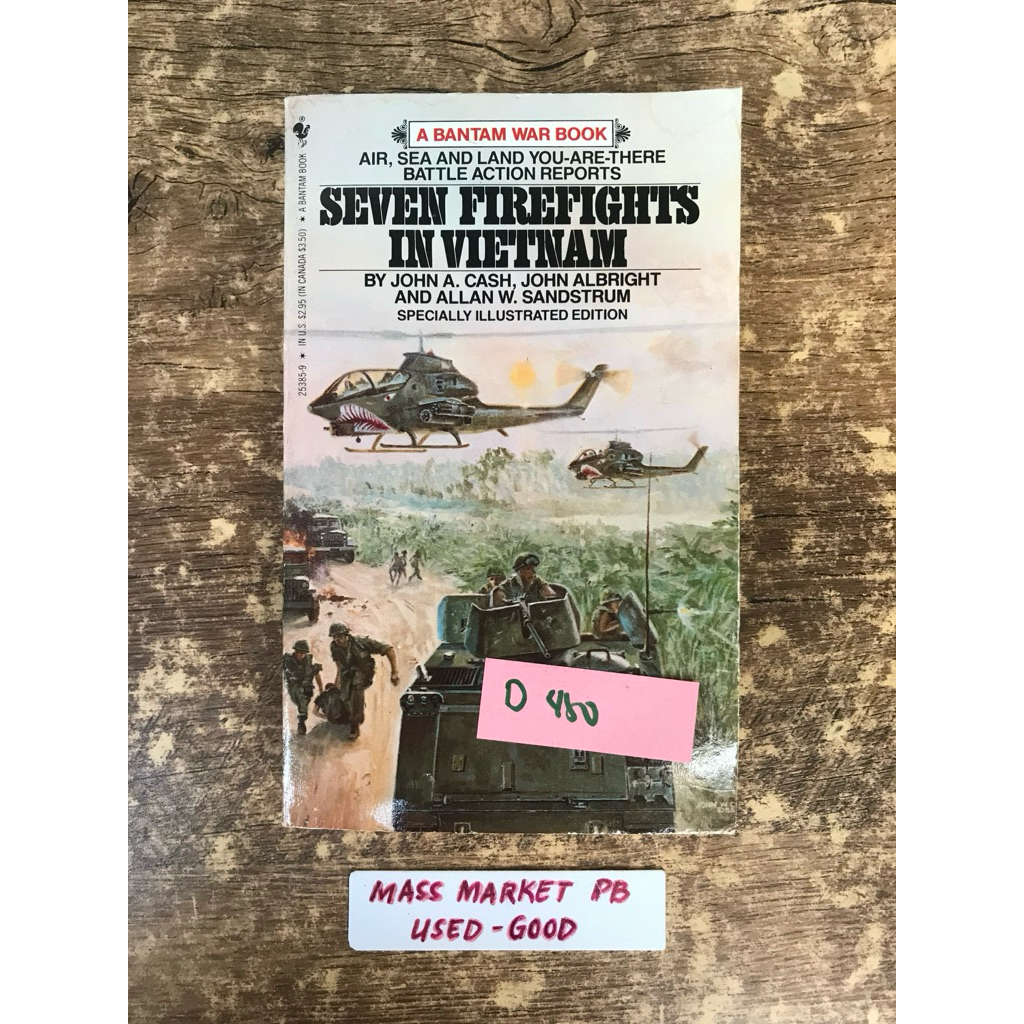 A BANTAM WAR BOOK
AIR, SEA AND LAND YOU-ARE-THERE
BATTLE ACTION REPORTS
SEVEN FIREFIGHTS
IN VIETNAM
BY JOHN A. CASH, JOHN ALBRIGHT
AND ALLAN W. SANDSTRUM
SPECIALLY ILLUSTRATED EDITION
25385-9 * IN U.S. $2.95 (IN CANADA $3.50) * A BANTAM BOOK
D 450
MASS MARKET PB
USED - GOOD